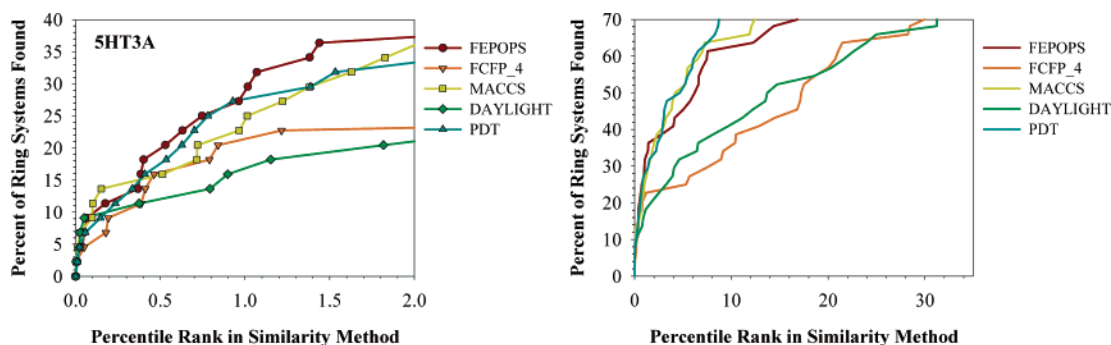 5HT3A
Percent of Ring Systems Found
40
35
30
25
20
15
10
5
0
0.0 0.5 1.0 1.5 2.0
Percentile Rank in Similarity Method
FEPOPS
FCFP_4
MACCS
DAYLIGHT
PDT
Percent of Ring Systems Found
70
60
50
40
30
20
10
0
0 10 20 30
Percentile Rank in Similarity Method
FEPOPS
FCFP_4
MACCS
DAYLIGHT
PDT